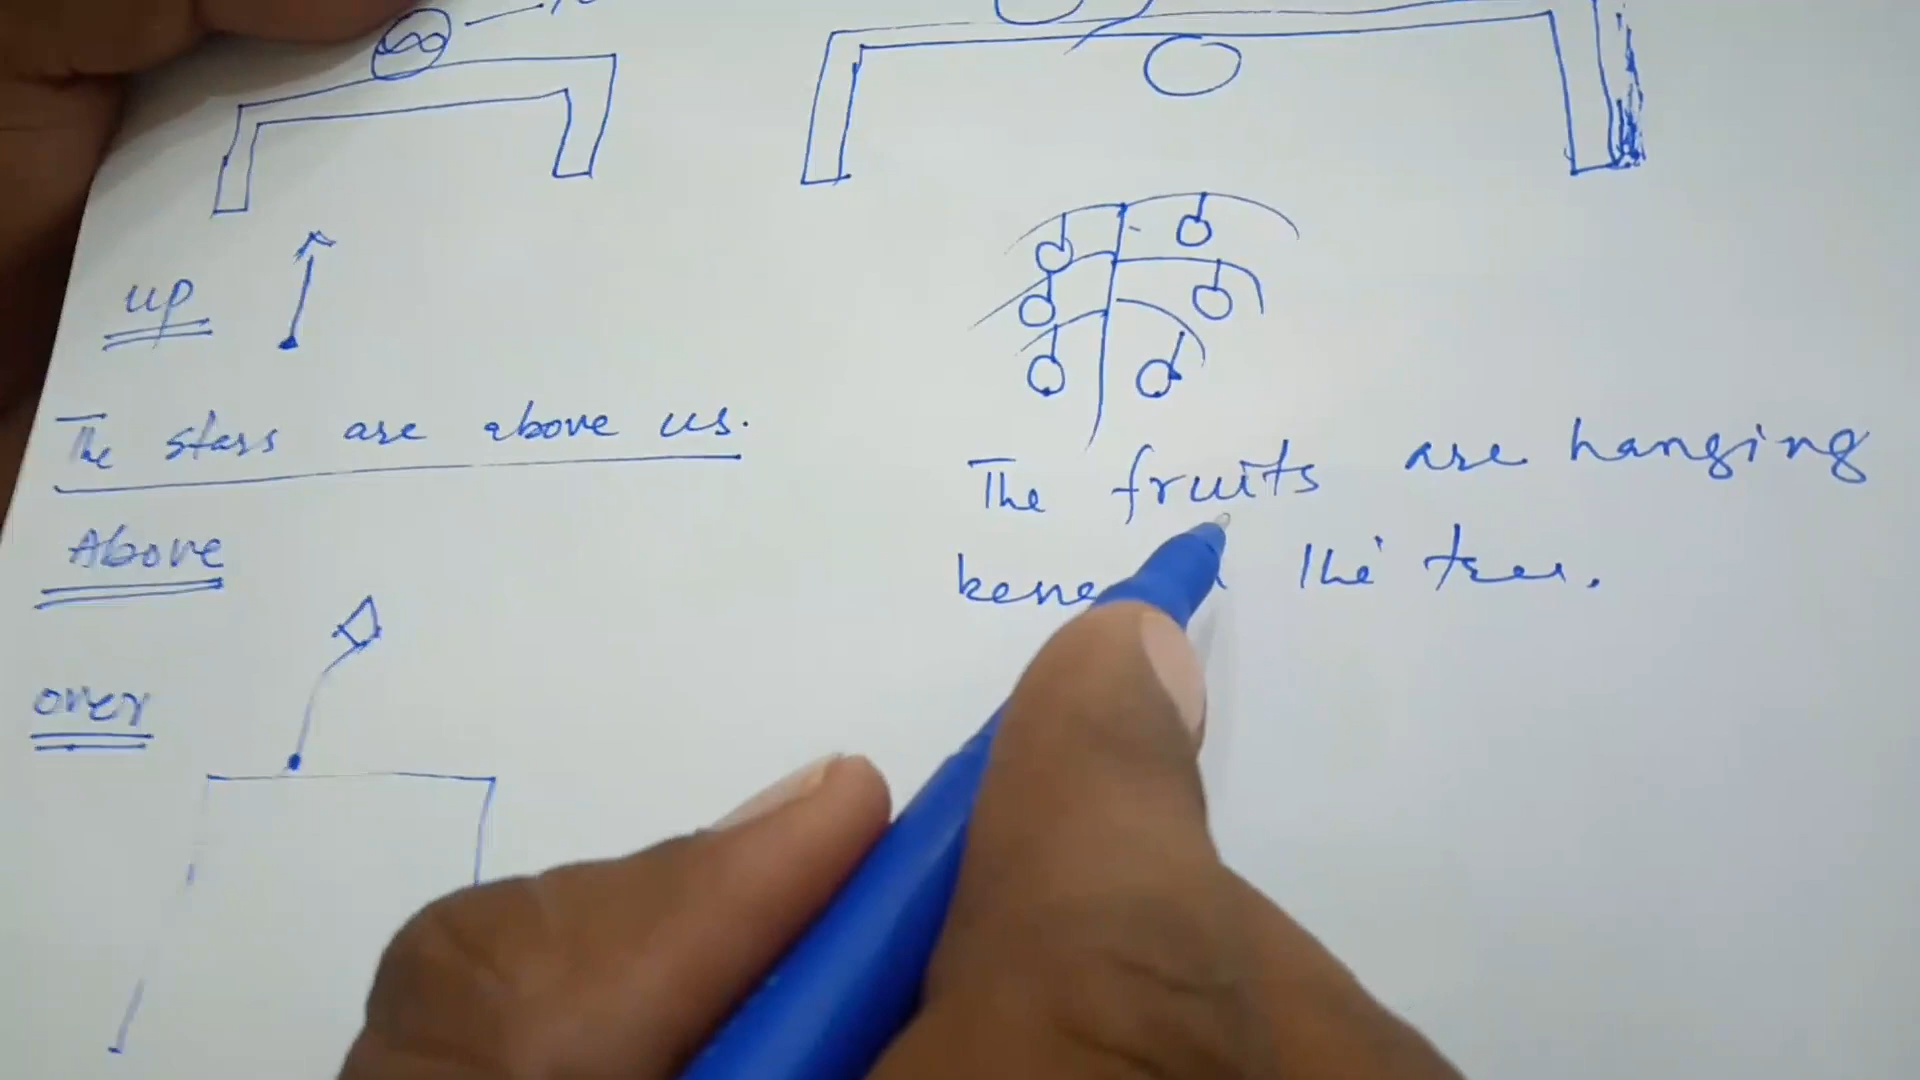 up
The stars are above us.
Above
over
The fruits are hanging
the tree.